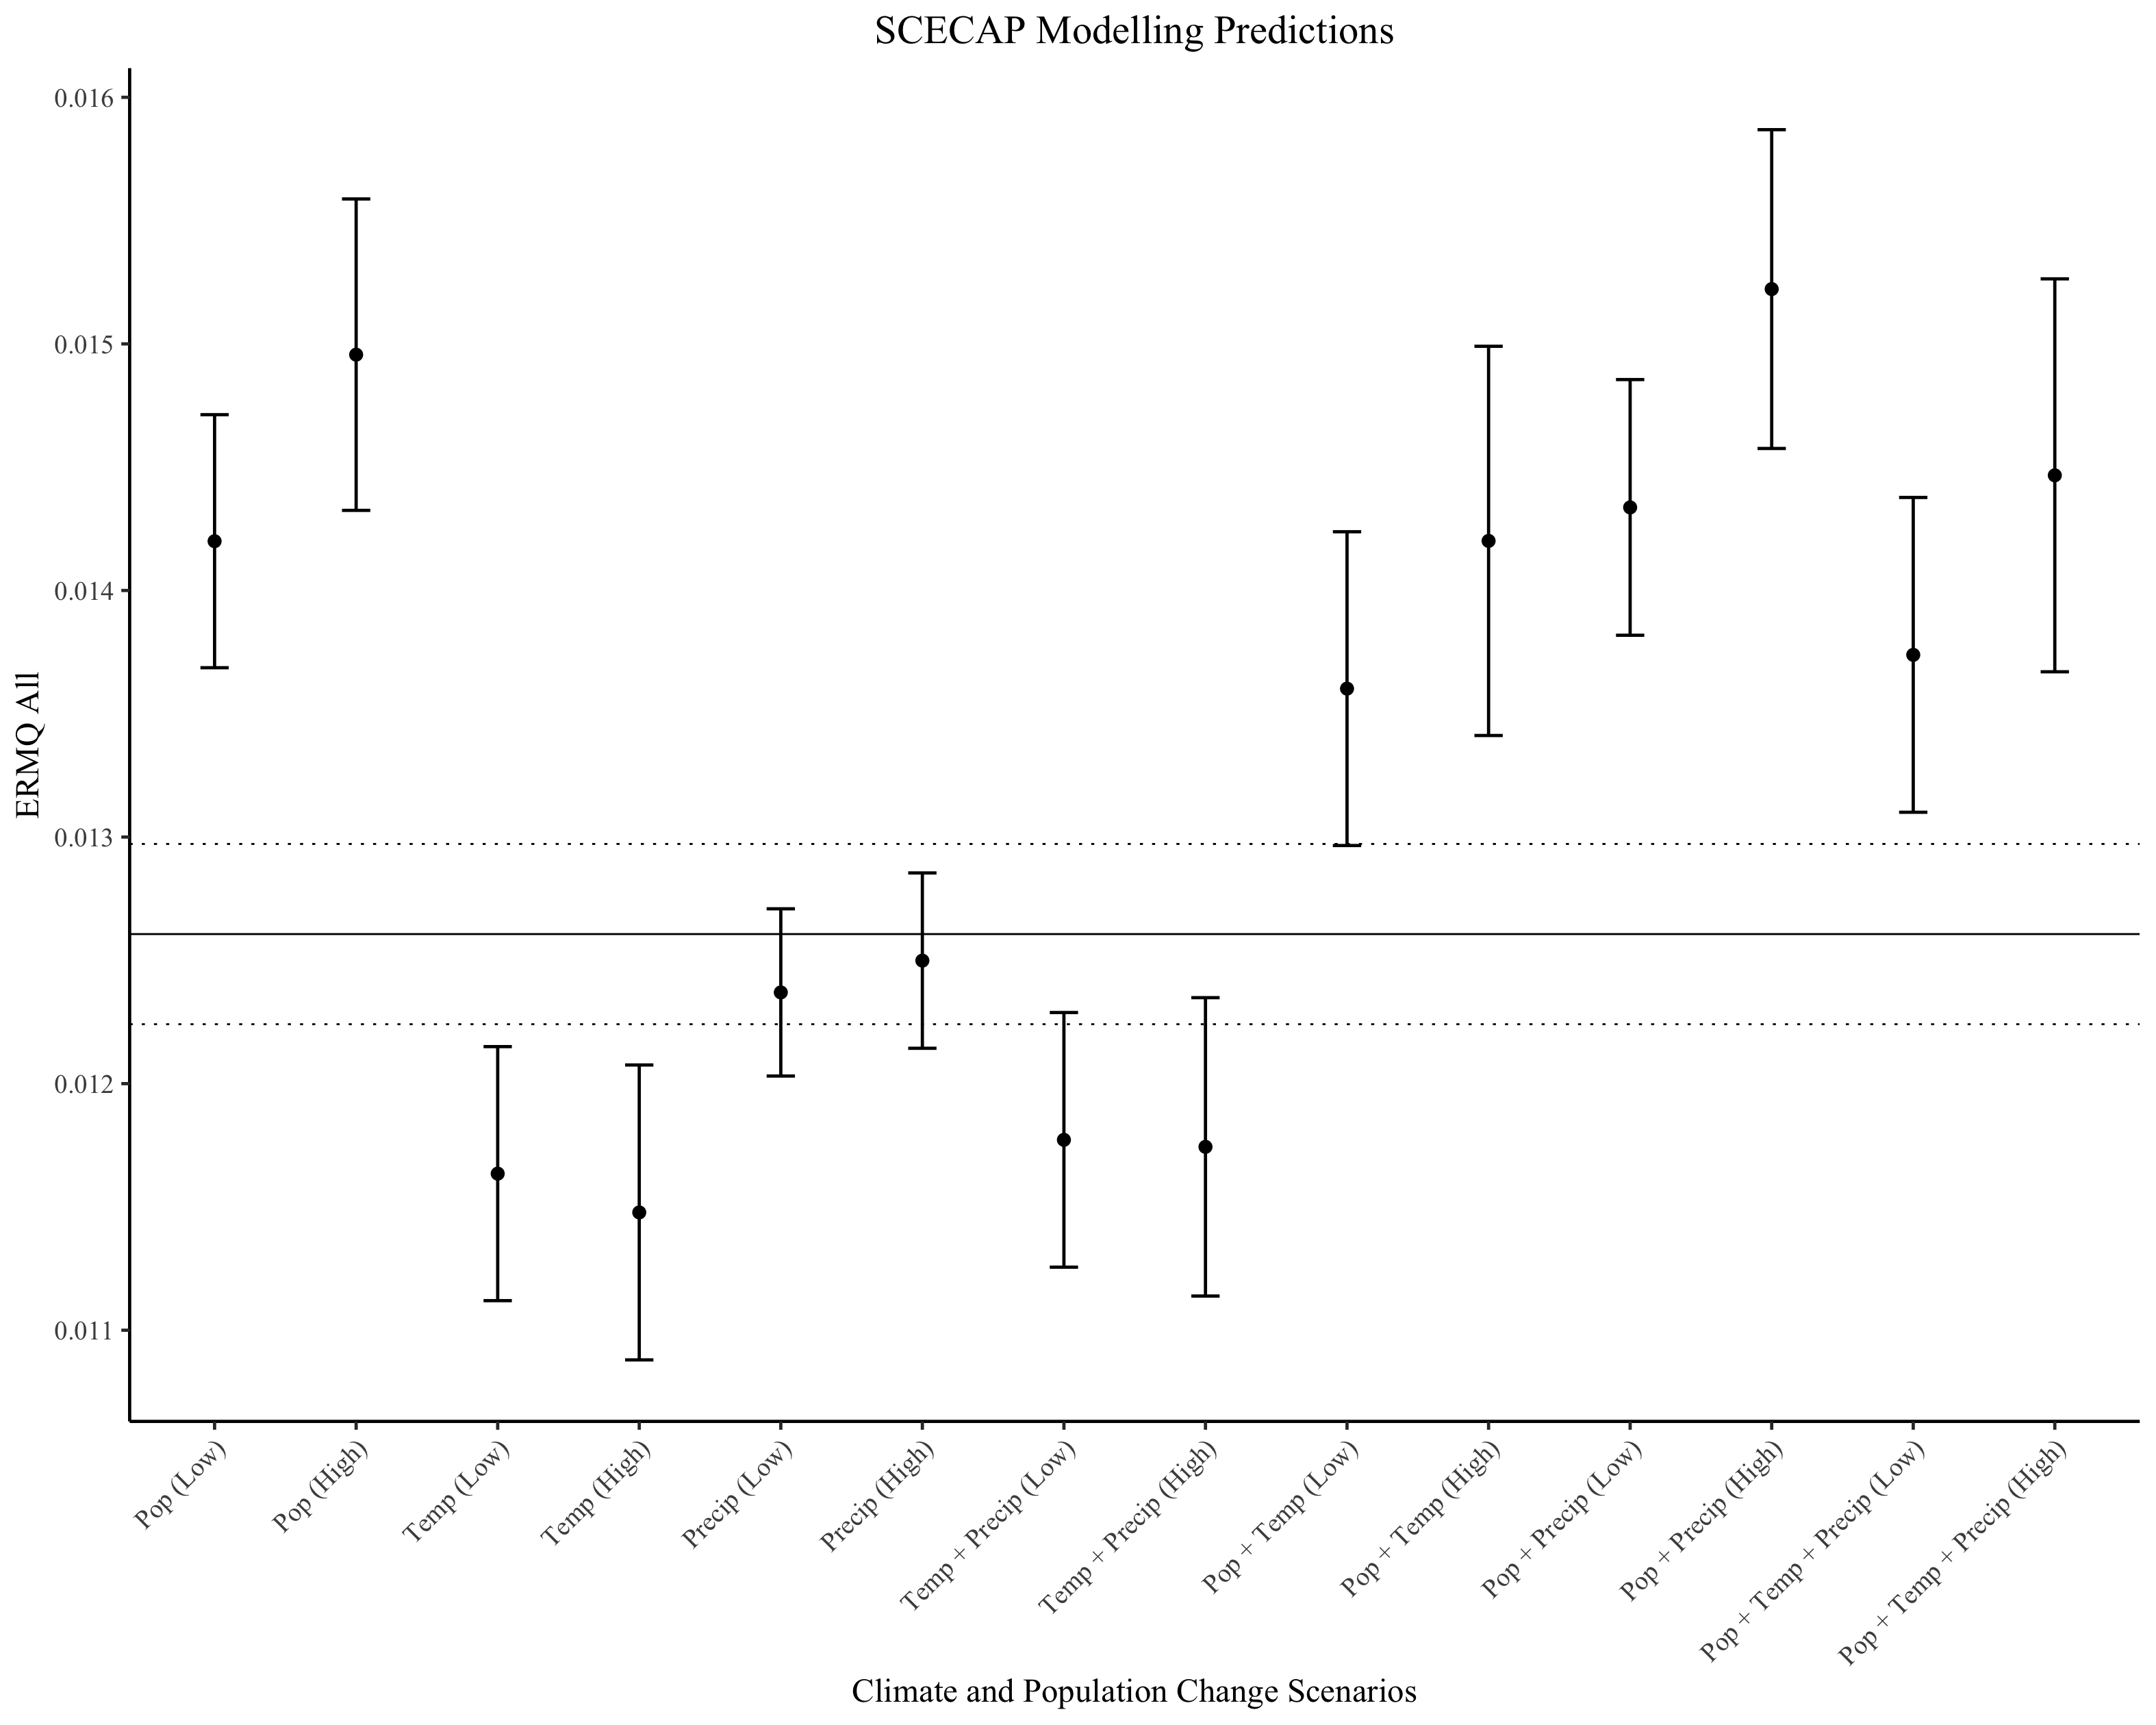 SCECAP Modelling Predictions
ERMQ All
0.016
0.015
0.014
0.013
0.012
0.011
Pop (Low)
Pop (High)
Temp (Low)
Temp (High)
Precip (Low)
Precip (High)
Temp + Precip (Low)
Temp + Precip (High)
Pop + Temp (Low)
Pop + Temp (High)
Pop + Precip (Low)
Pop + Precip (High)
Pop + Temp + Precip (Low)
Pop + Temp + Precip (High)
Climate and Population Change Scenarios